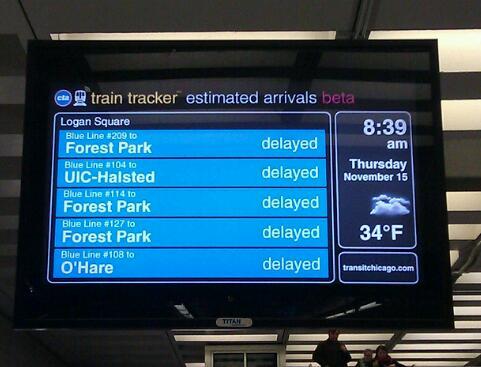 cta train tracker℠ estimated arrivals beta
Logan Square
Blue Line #209 to
Forest Park delayed
Blue Line #104 to
UIC-Halsted delayed
Blue Line #114 to
Forest Park delayed
Blue Line #127 to
Forest Park delayed
Blue Line #108 to
O'Hare delayed
8:39
am
Thursday
November 15
34°F
transitchicago.com
TITAN